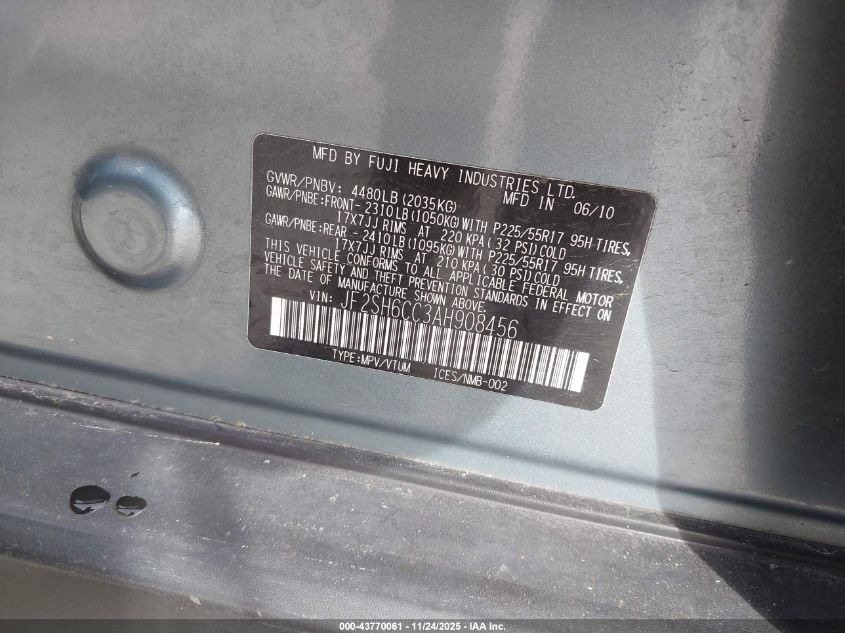 MFD BY FUJI HEAVY INDUSTRIES LTD.
GVWR/PNBV: 4480LB(2035KG) MFD IN 06/10
GAWR/PNBE:FRONT-2310LB(1050KG)WITH P225/55R17 95H TIRES,
17X7JJ RIMS AT 220 KPA(32 PSI)COLD
GAWR/PNBE:REAR -2410LB(1095KG)WITH P225/55R17 95H TIRES,
17X7JJ RIMS AT 210 KPA(30 PSI)COLD
THIS VEHICLE CONFORMS TO ALL APPLICABLE FEDERAL MOTOR
VEHICLE SAFETY AND THEFT PREVENTION STANDARDS IN EFFECT ON
THE DATE OF MANUFACTURE SHOWN ABOVE.
VIN: JF2SH6CC3AH908456
TYPE:MPV/VTUM ICES/NMB-002
000-43770061 - 11/24/2025 - IAA Inc.